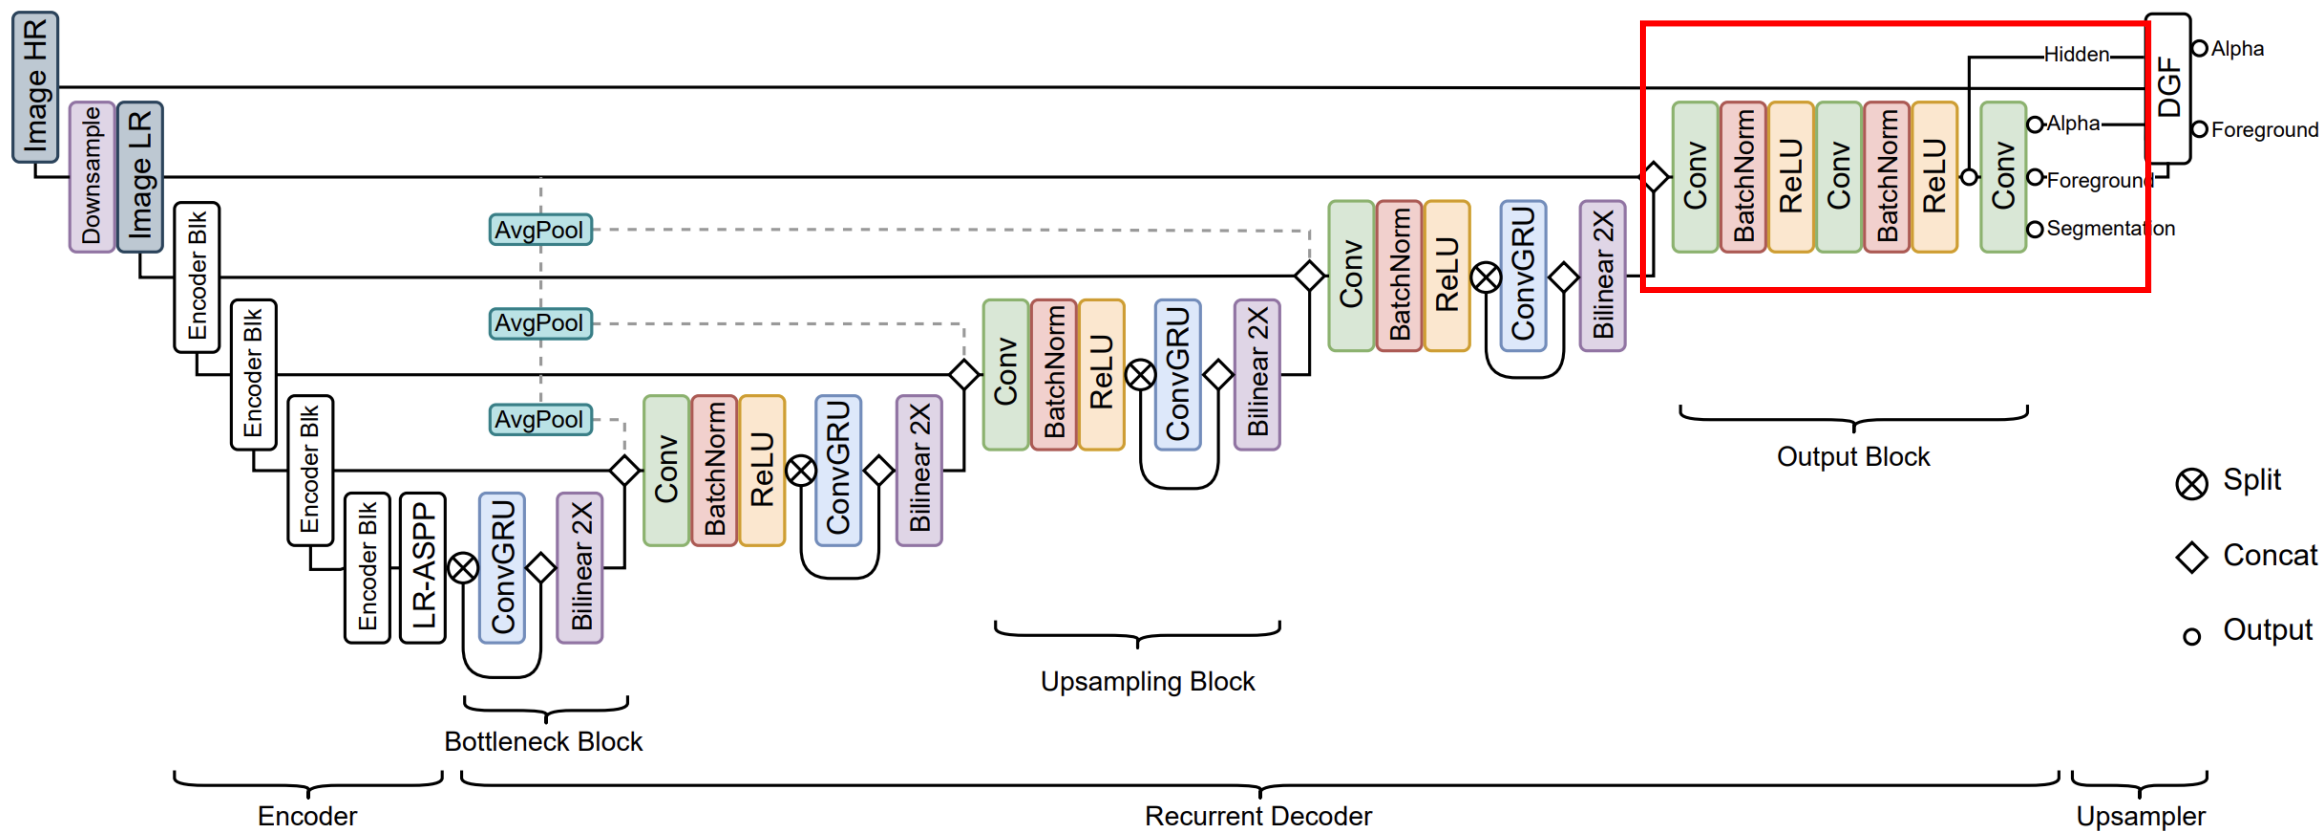 Image HR
Downsample
Image LR
Encoder Blk
Encoder Blk
Encoder Blk
Encoder Blk
LR-ASPP
ConvGRU
Bilinear 2X
AvgPool
AvgPool
AvgPool
Conv
BatchNorm
ReLU
ConvGRU
Bilinear 2X
Conv
BatchNorm
ReLU
ConvGRU
Bilinear 2X
Conv
BatchNorm
ReLU
ConvGRU
Bilinear 2X
Conv
BatchNorm
ReLU
Conv
BatchNorm
ReLU
Conv
Hidden
Alpha
Foreground
Segmentation
DGF
Alpha
Foreground
Output Block
Upsampling Block
Bottleneck Block
Encoder
Recurrent Decoder
Upsampler
Split
Concat
Output